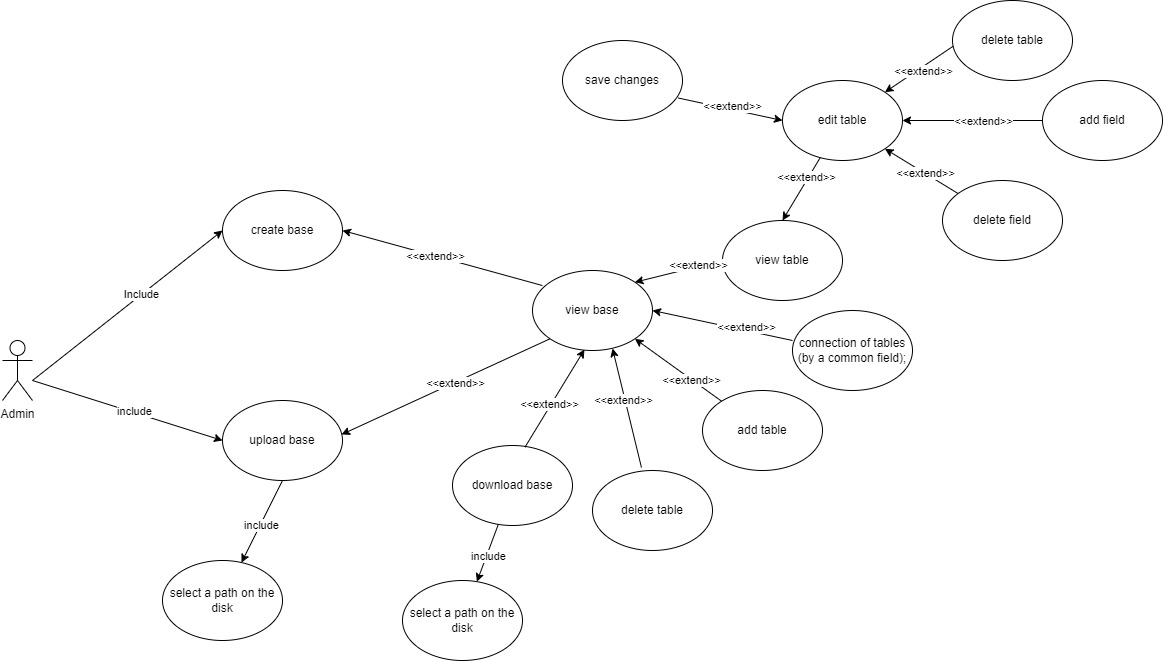 delete table
<<extend>>
save changes
<<extend>>
edit table
<<extend>>
add field
<<extend>>
<<extend>>
delete field
create base
<<extend>>
<<extend>>
view table
Include
view base
<<extend>>
connection of tables
(by a common field);
Admin
include
<<extend>>
<<extend>>
<<extend>>
<<extend>>
upload base
add table
download base
delete table
include
include
select a path on the
disk
select a path on the
disk